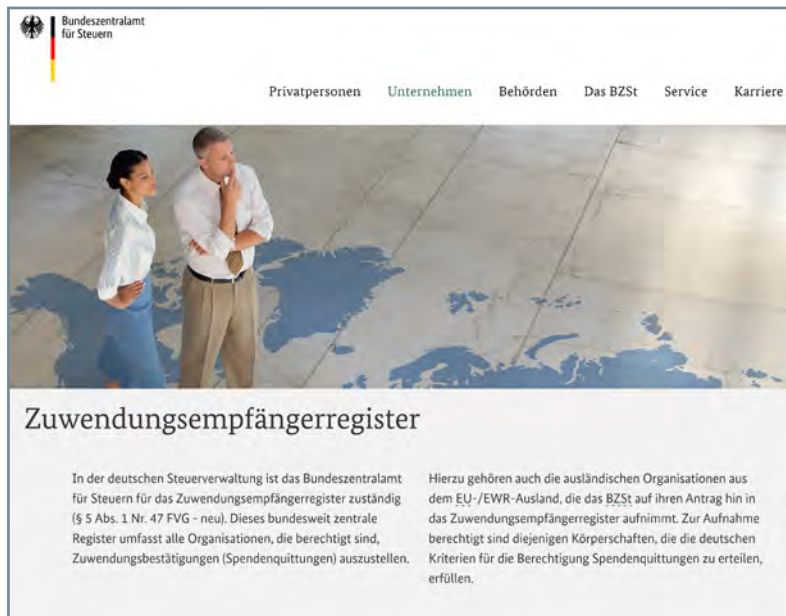 Bundeszentralamt
für Steuern
Privatpersonen Unternehmen Behörden Das BZSt Service Karriere
Zuwendungsempfängerregister
In der deutschen Steuerverwaltung ist das Bundeszentralamt
für Steuern für das Zuwendungsempfängerregister zuständig
(§ 5 Abs. 1 Nr. 47 FVG - neu). Dieses bundesweit zentrale
Register umfasst alle Organisationen, die berechtigt sind,
Zuwendungsbestätigungen (Spendenquittungen) auszustellen.
Hierzu gehören auch die ausländischen Organisationen aus
dem EU-/EWR-Ausland, die das BZSt auf ihren Antrag hin in
das Zuwendungsempfängerregister aufnimmt. Zur Aufnahme
berechtigt sind diejenigen Körperschaften, die die deutschen
Kriterien für die Berechtigung Spendenquittungen zu erteilen,
erfüllen.